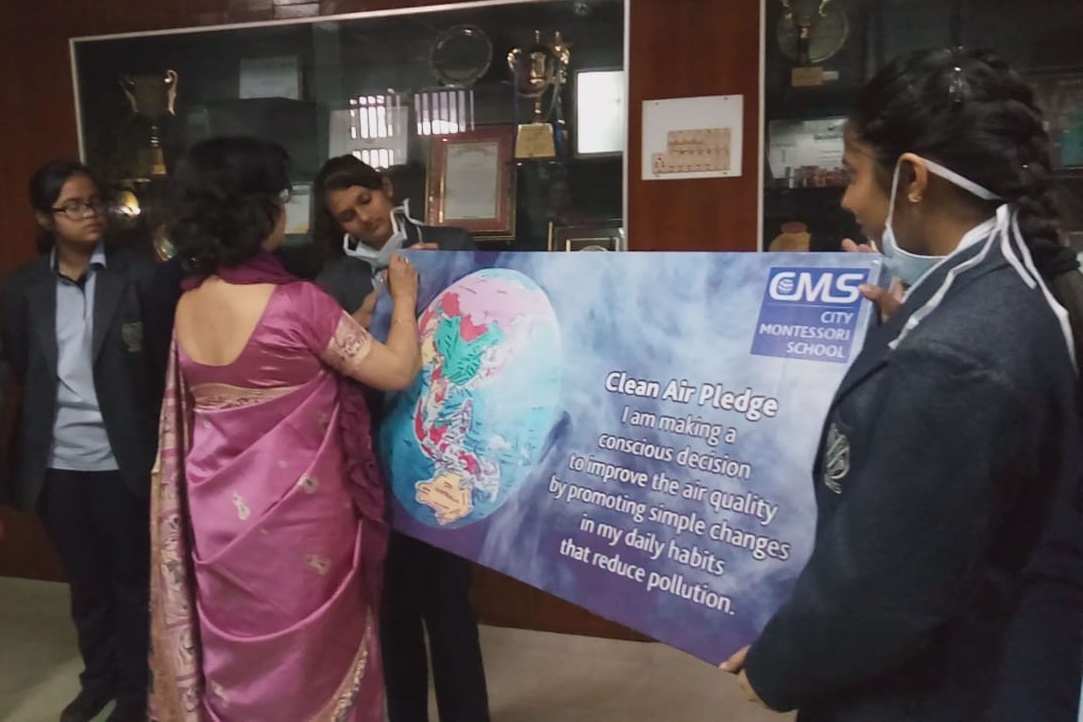 CMS
CITY
MONTESSORI
SCHOOL
Clean Air Pledge
I am making a
conscious decision
to improve the air quality
by promoting simple changes
in my daily habits
that reduce pollution.